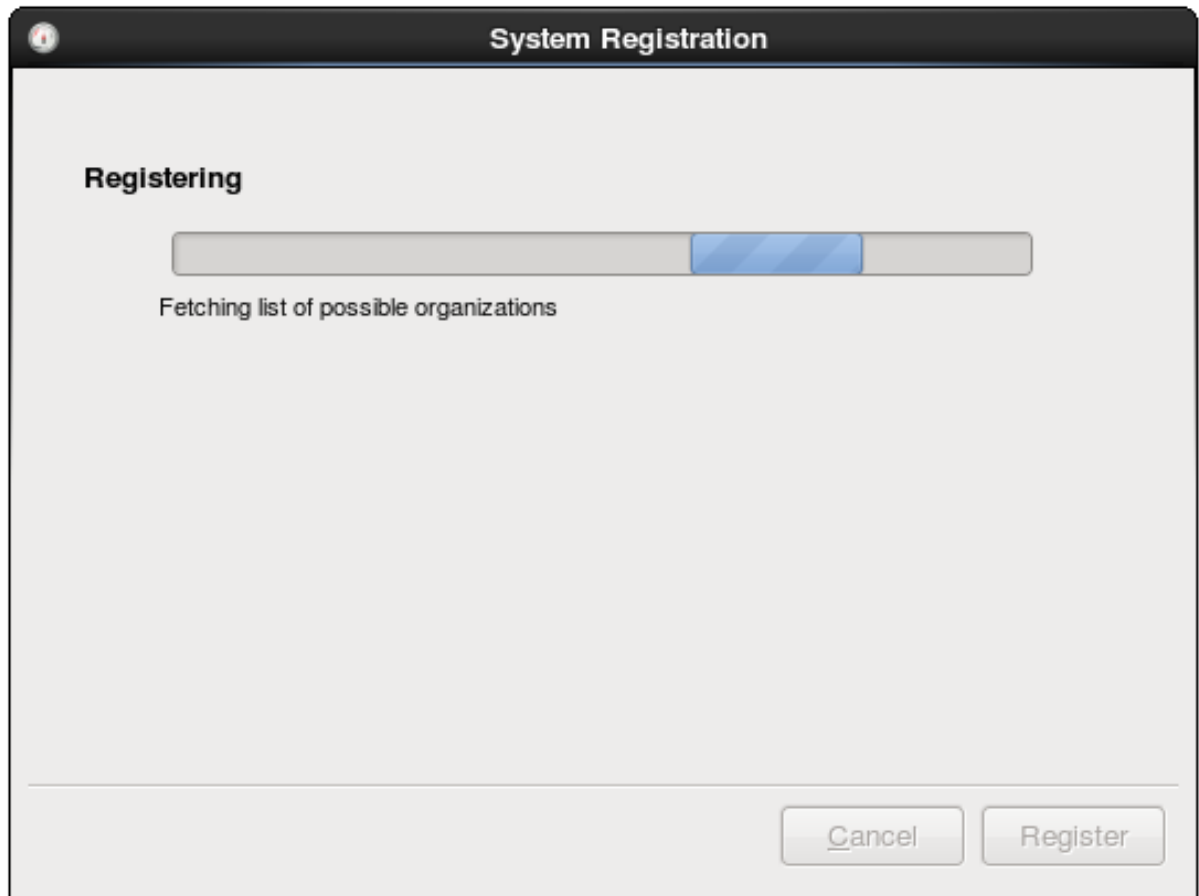 System Registration
Registering
Fetching list of possible organizations
Cancel Register